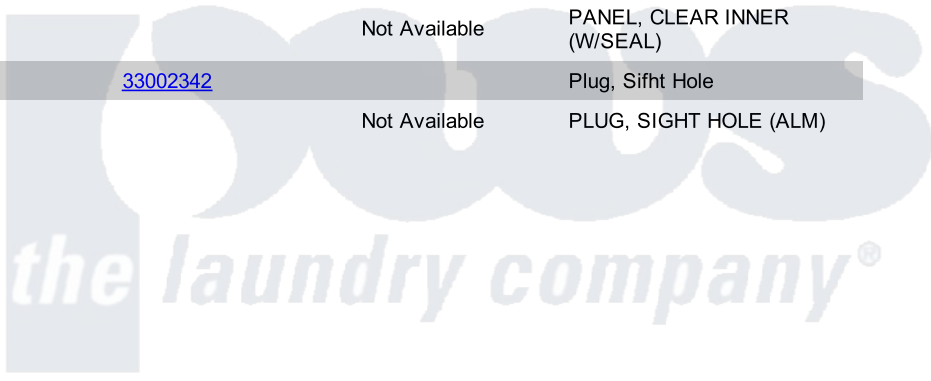 Not Available PANEL, CLEAR INNER
(W/SEAL)
33002342 Plug, Sifht Hole
Not Available PLUG, SIGHT HOLE (ALM)
pws
the laundry company®